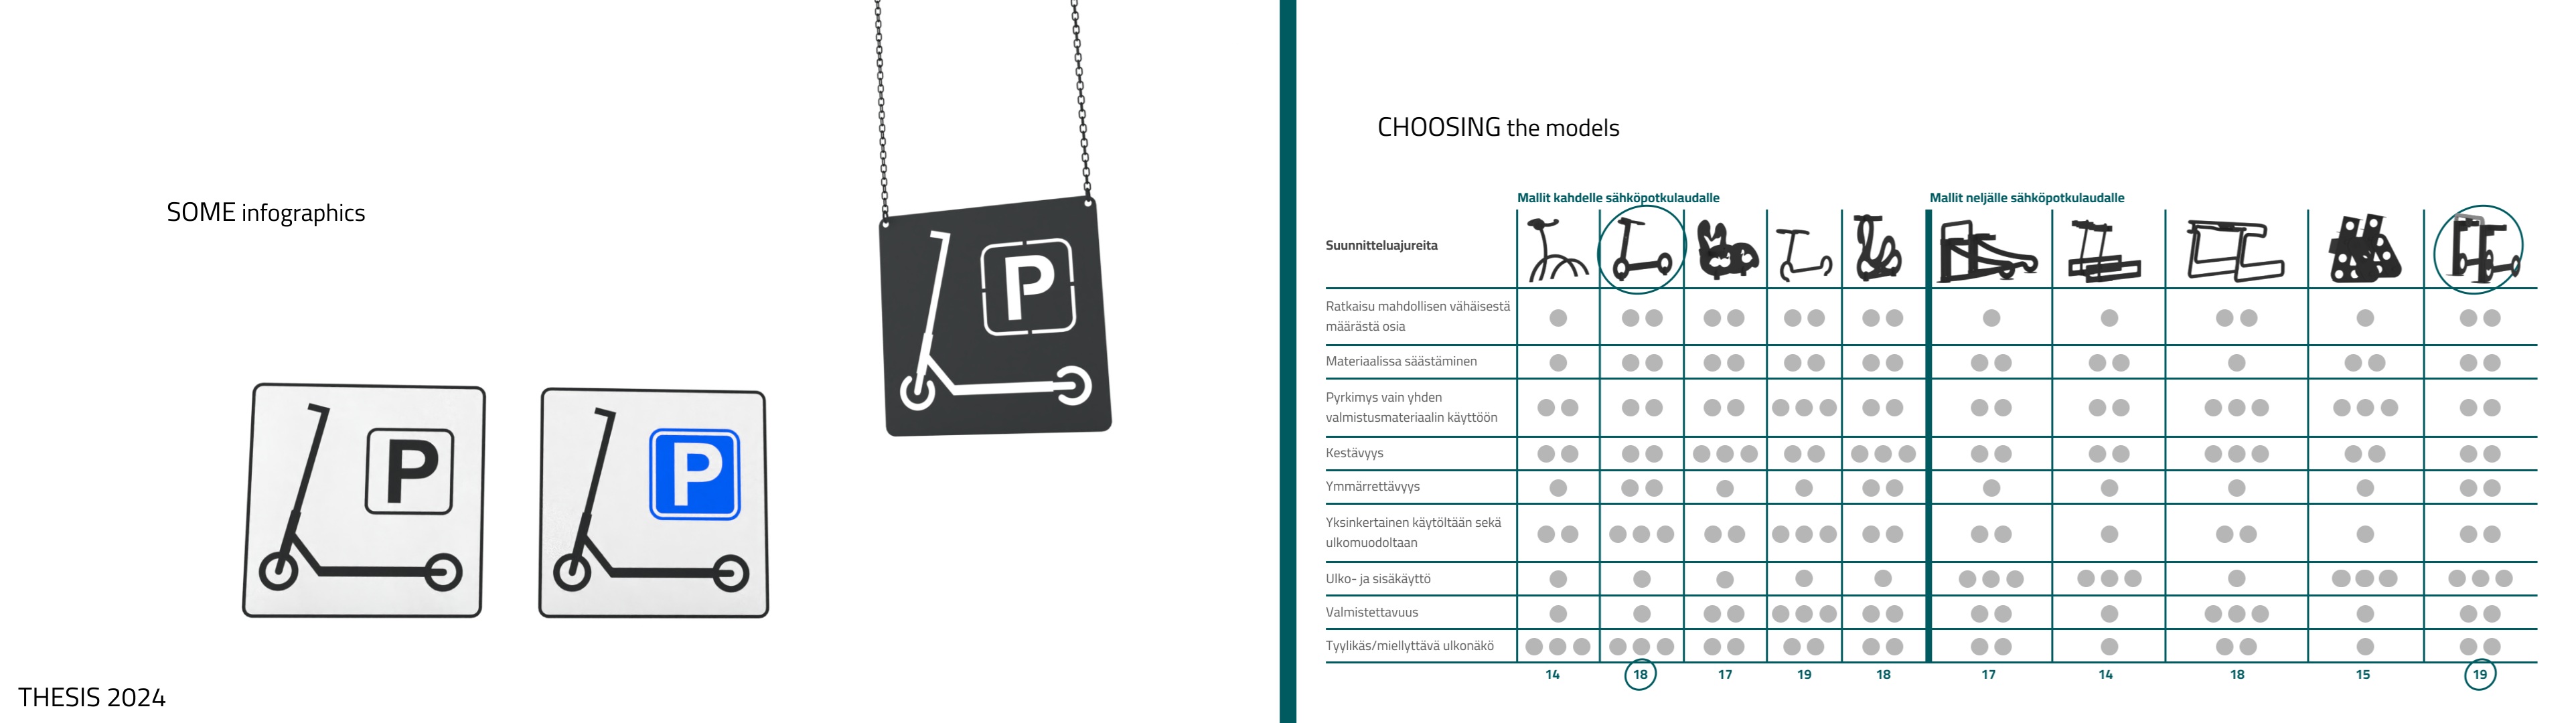 SOME infographics
P
P
P
THESIS 2024
CHOOSING the models
Mallit kahdelle sähköpotkulaudalle
Mallit neljälle sähköpotkulaudalle
Suunnitteluajureita
Ratkaisu mahdollisen vähäisestä
määrästä osia
Materiaalissa säästäminen
Pyrkimys vain yhden
valmistusmateriaalin käyttöön
Kestävyys
Ymmärrettävyys
Yksinkertainen käytöltään sekä
ulkomuodoltaan
Ulko- ja sisäkäyttö
Valmistettavuus
Tyylikäs/miellyttävä ulkonäkö
14 18 17 19 18 17 14 18 15 19